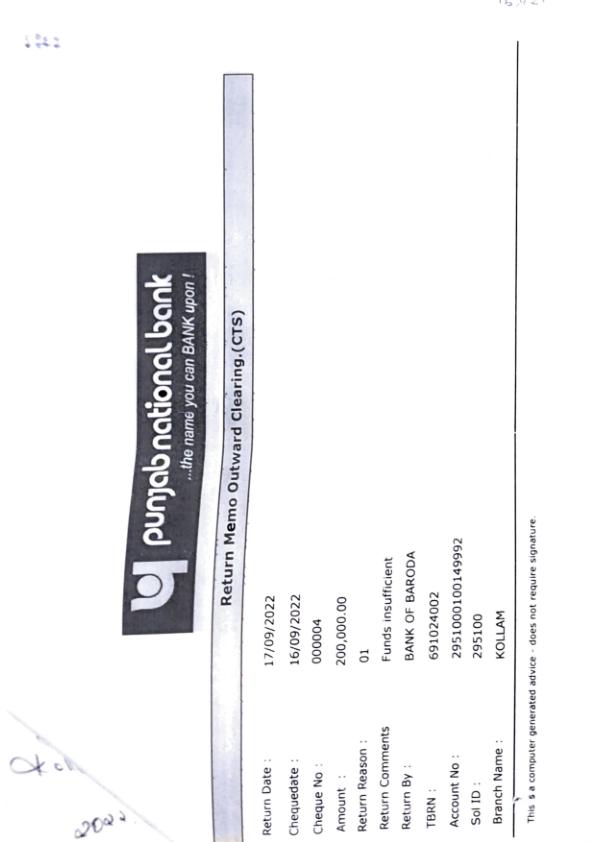 punjab national bank
...the name you can BANK upon !
Return Memo Outward Clearing.(CTS)
Return Date : 17/09/2022
Chequedate : 16/09/2022
Cheque No : 000004
Amount : 200,000.00
Return Reason : 01
Return Comments Funds insufficient
Return By : BANK OF BARODA
TBRN : 691024002
Account No : 2951000100149992
Sol ID : 295100
Branch Name : KOLLAM
This s a computer generated advice - does not require signature.